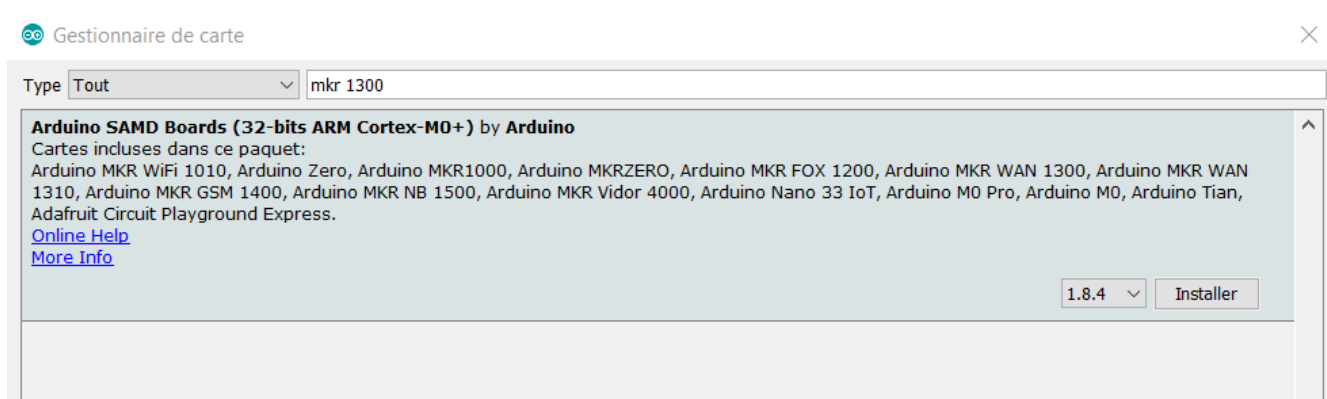 Gestionnaire de carte
Type Tout mkr 1300
Arduino SAMD Boards (32-bits ARM Cortex-M0+) by Arduino
Cartes incluses dans ce paquet:
Arduino MKR WiFi 1010, Arduino Zero, Arduino MKR1000, Arduino MKRZERO, Arduino MKR FOX 1200, Arduino MKR WAN 1300, Arduino MKR WAN
1310, Arduino MKR GSM 1400, Arduino MKR NB 1500, Arduino MKR Vidor 4000, Arduino Nano 33 IoT, Arduino M0 Pro, Arduino M0, Arduino Tian,
Adafruit Circuit Playground Express.
Online Help
More Info
1.8.4 Installer